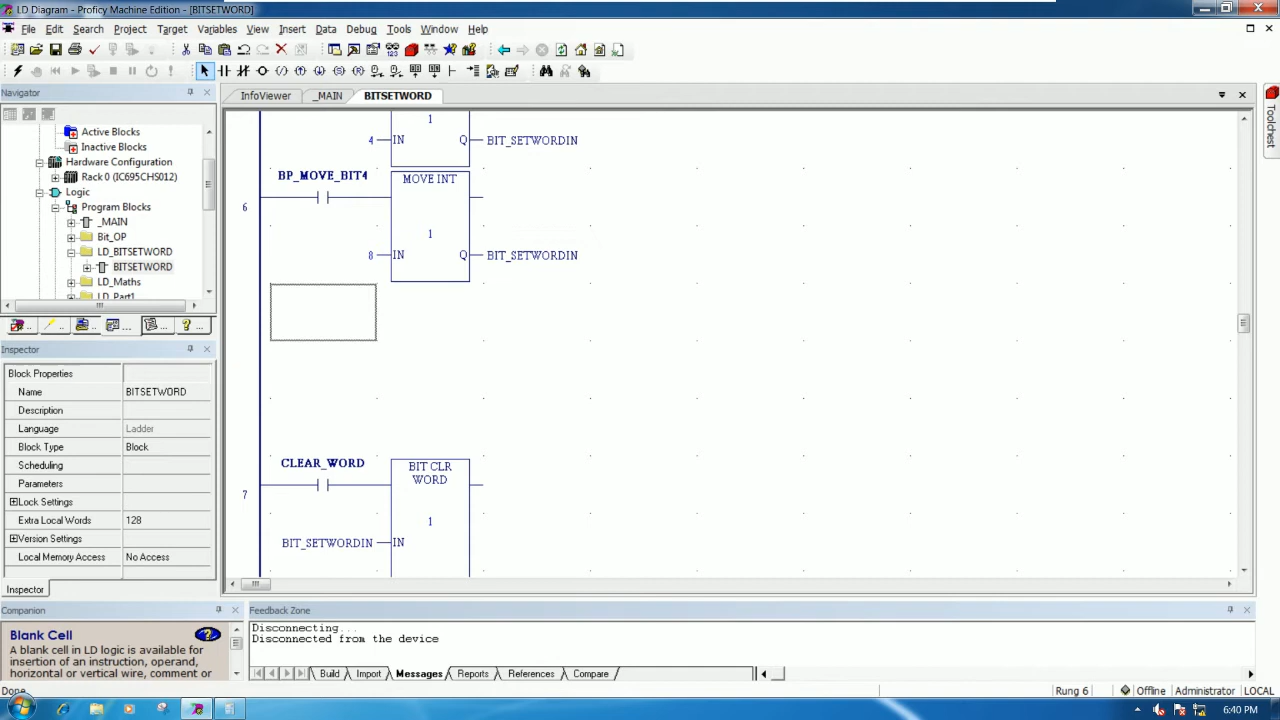 LD Diagram - Proficy Machine Edition - [BITSETWORD]
File Edit Search Project Target Variables View Insert Data Debug Tools Window Help
Navigator
InfoViewer _MAIN BITSETWORD
Toolchest
Active Blocks
Inactive Blocks
Hardware Configuration
Rack 0 (IC695CHS012)
Logic
Program Blocks
_MAIN
Bit_OP
LD_BITSETWORD
BITSETWORD
LD_Maths
LD_Part1
1
4 IN Q BIT_SETWORDIN
BP_MOVE_BIT4 MOVE INT
6
1
8 IN Q BIT_SETWORDIN
CLEAR_WORD BIT CLR
WORD
7
1
BIT_SETWORDIN IN
Inspector
Block Properties
Name BITSETWORD
Description
Language Ladder
Block Type Block
Scheduling
Parameters
Lock Settings
Extra Local Words 128
Version Settings
Local Memory Access No Access
Inspector
Companion
Blank Cell
A blank cell in LD logic is available for
insertion of an instruction, operand,
horizontal or vertical wire, comment or
Feedback Zone
Disconnecting...
Disconnected from the device
Build Import Messages Reports References Compare
Done
Rung 6 Offline Administrator LOCAL
6:40 PM